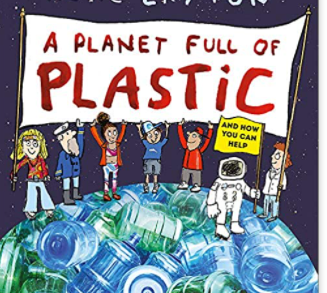 A PLANET FULL OF
PLASTIC
AND HOW
YOU CAN
HELP